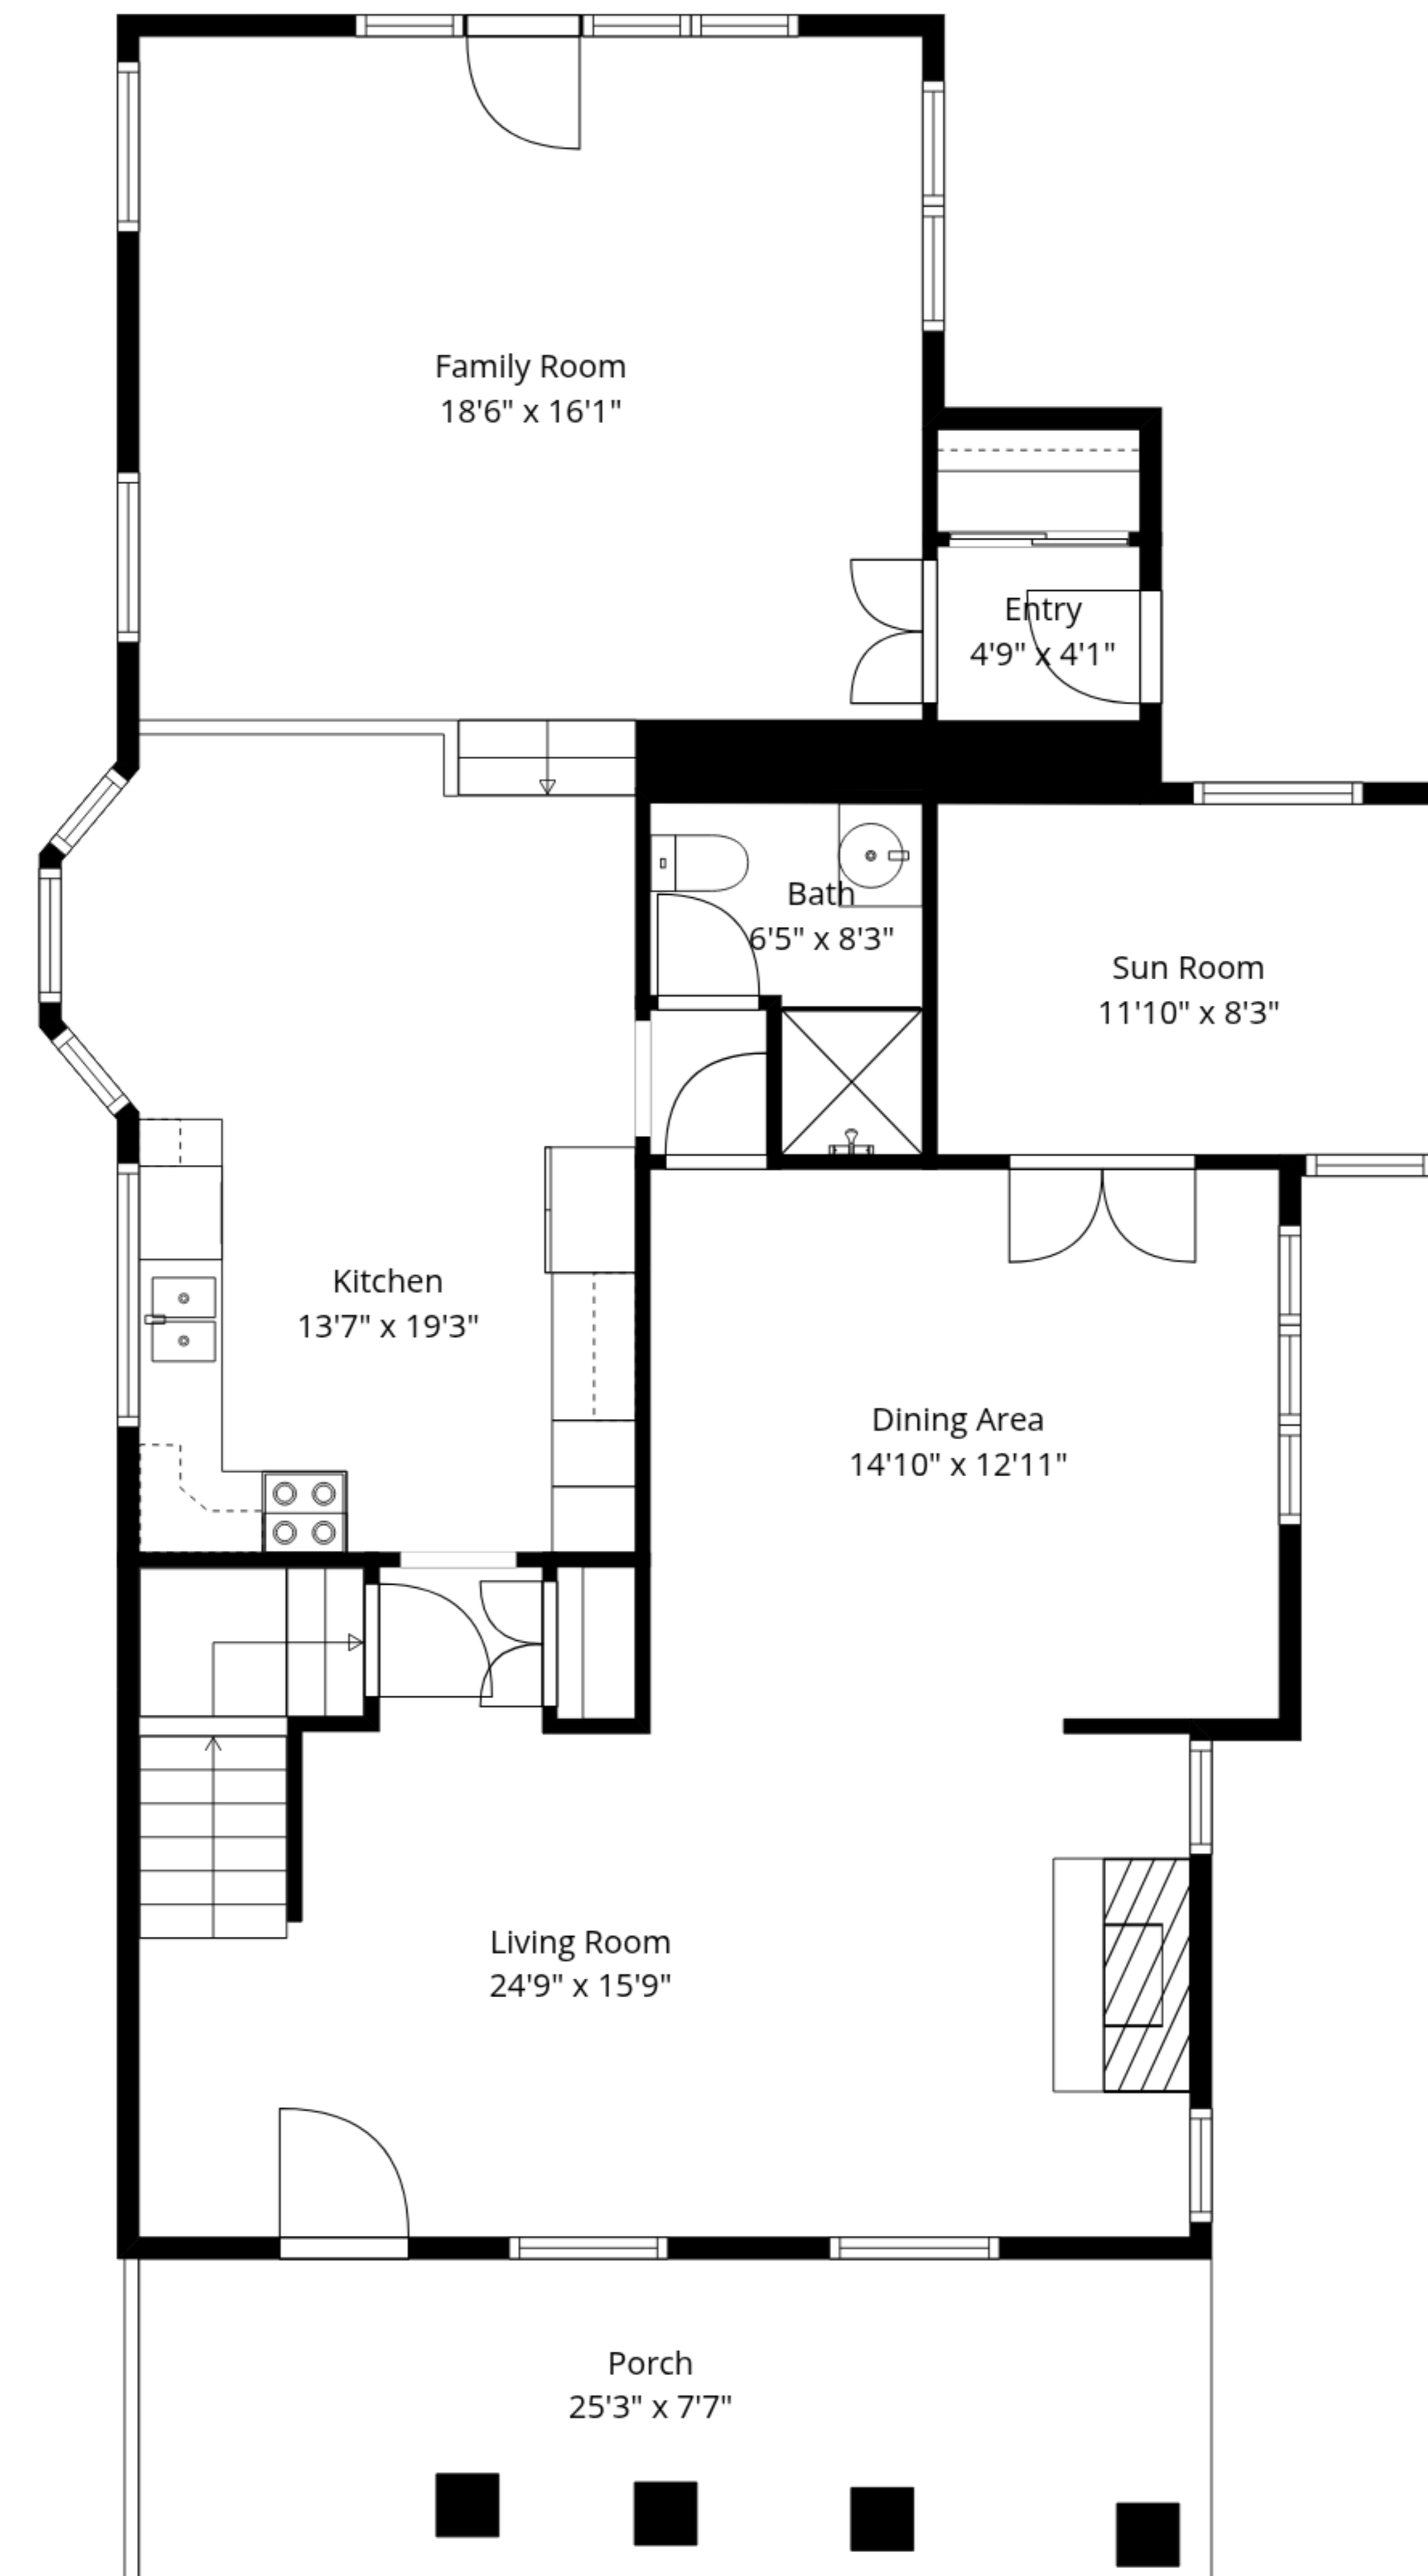 Family Room
18'6" x 16'1"
Entry
4'9" x 4'1"
Bath
6'5" x 8'3"
Sun Room
11'10" x 8'3"
Kitchen
13'7" x 19'3"
Dining Area
14'10" x 12'11"
Living Room
24'9" x 15'9"
Porch
25'3" x 7'7"